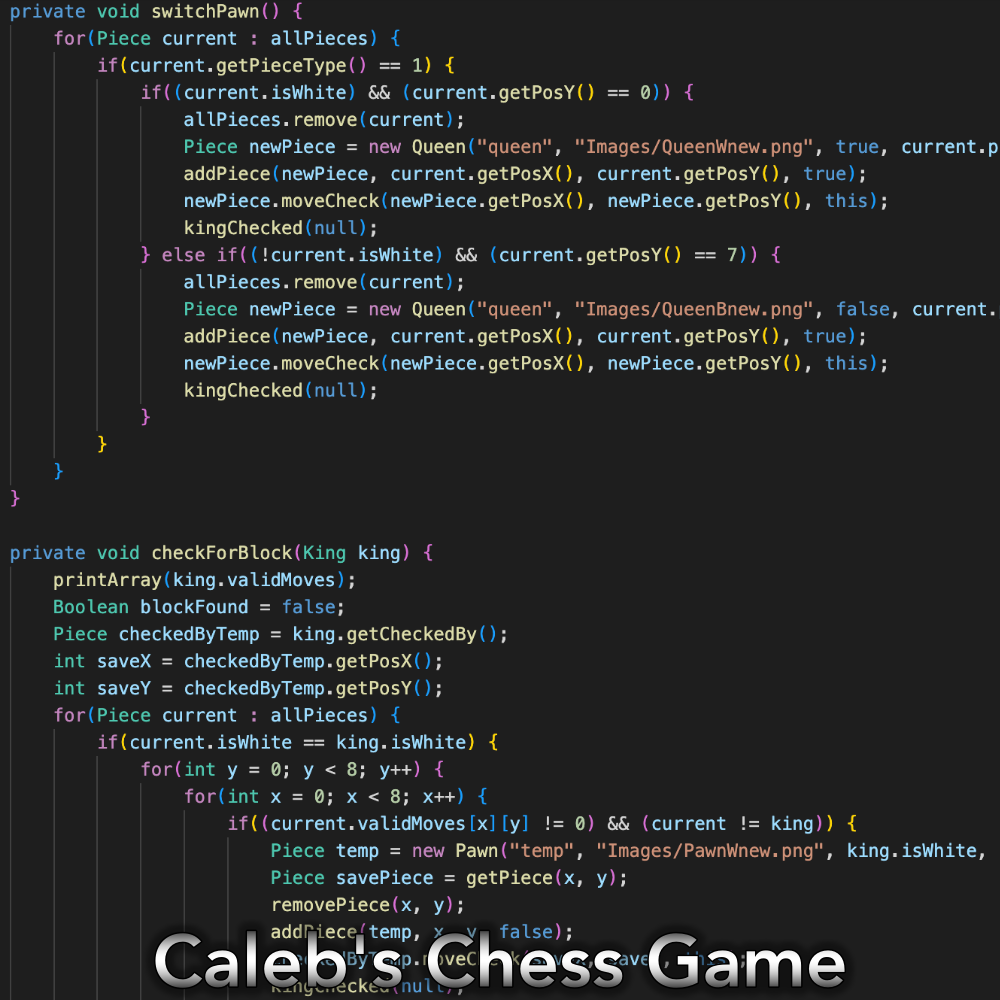 private void switchPawn() {
    for(Piece current : allPieces) {
        if(current.getPieceType() == 1) {
            if((current.isWhite) && (current.getPosY() == 0)) {
                allPieces.remove(current);
                Piece newPiece = new Queen("queen", "Images/QueenWnew.png", true, current.p
                addPiece(newPiece, current.getPosX(), current.getPosY(), true);
                newPiece.moveCheck(newPiece.getPosX(), newPiece.getPosY(), this);
                kingChecked(null);
            } else if((!current.isWhite) && (current.getPosY() == 7)) {
                allPieces.remove(current);
                Piece newPiece = new Queen("queen", "Images/QueenBnew.png", false, current.
                addPiece(newPiece, current.getPosX(), current.getPosY(), true);
                newPiece.moveCheck(newPiece.getPosX(), newPiece.getPosY(), this);
                kingChecked(null);
            }
        }
    }
}

private void checkForBlock(King king) {
    printArray(king.validMoves);
    Boolean blockFound = false;
    Piece checkedByTemp = king.getCheckedBy();
    int saveX = checkedByTemp.getPosX();
    int saveY = checkedByTemp.getPosY();
    for(Piece current : allPieces) {
        if(current.isWhite == king.isWhite) {
            for(int y = 0; y < 8; y++) {
                for(int x = 0; x < 8; x++) {
                    if((current.validMoves[x][y] != 0) && (current != king)) {
                        Piece temp = new Pawn("temp", "Images/PawnWnew.png", king.isWhite,
                        Piece savePiece = getPiece(x, y);
                        removePiece(x, y);
                        addPiece(temp, x, y, false);
                        kingChecked(null);
Caleb's Chess Game